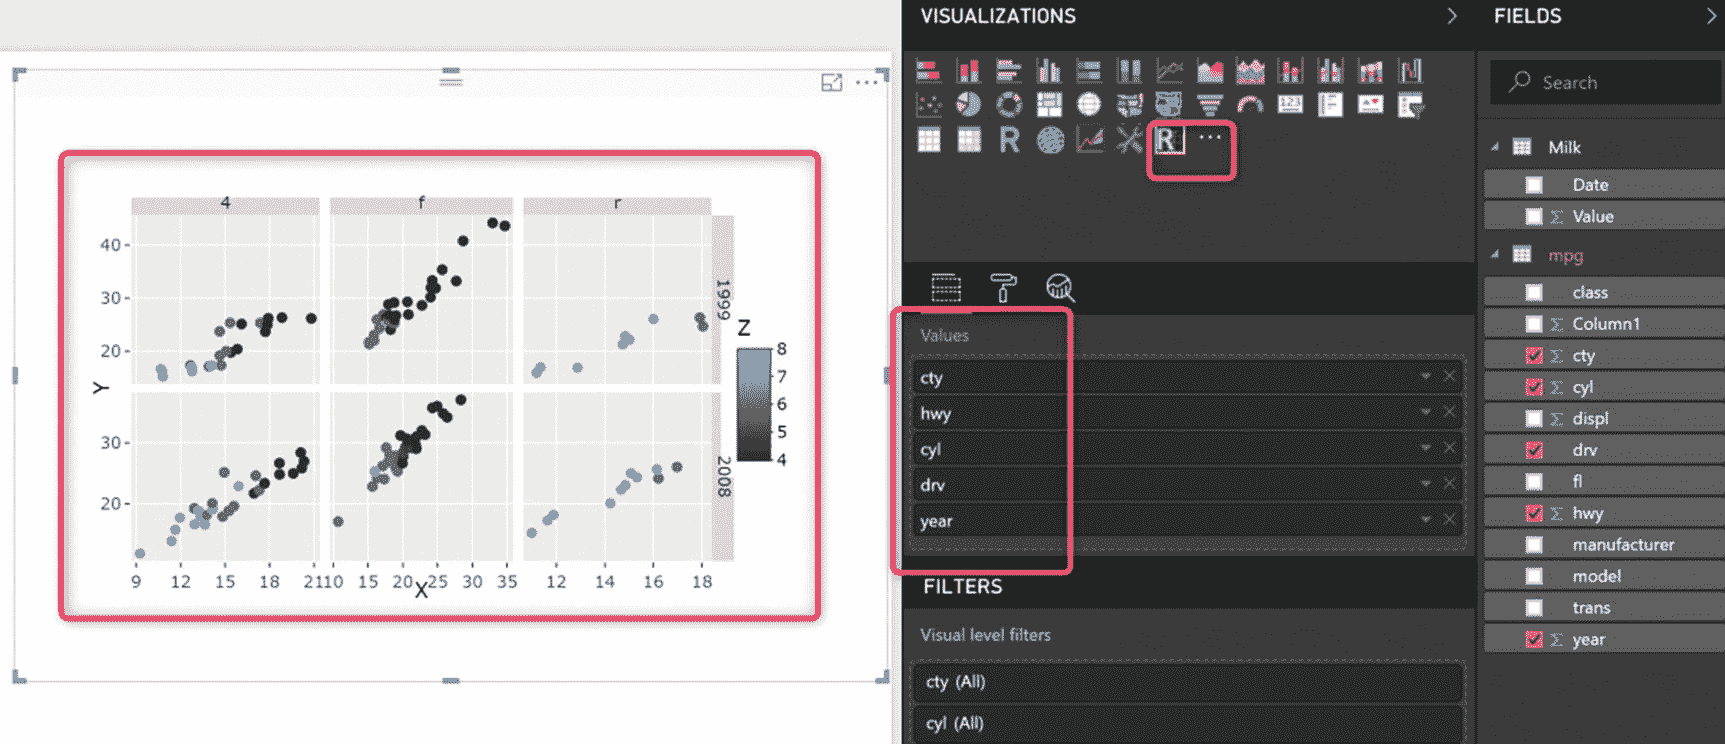 4 f r
40
30
20
1999
Y
30
20
2008
9 12 15 18 21 10 15 20 25 30 35 12 14 16 18
X
Z
8
7
6
5
4
VISUALIZATIONS
123
R
R
Values
cty
hwy
cyl
drv
year
FILTERS
Visual level filters
cty (All)
cyl (All)
FIELDS
Search
Milk
Date
Σ Value
mpg
class
Σ Column1
Σ cty
Σ cyl
Σ displ
drv
fl
Σ hwy
manufacturer
model
trans
Σ year